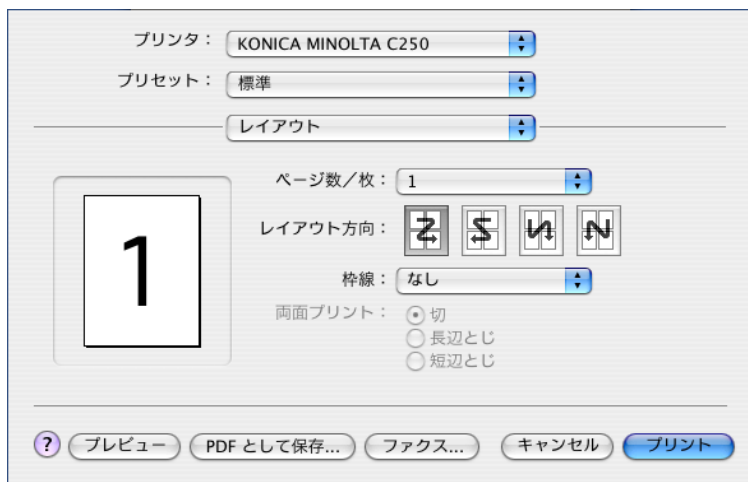 プリンタ： KONICA MINOLTA C250
プリセット： 標準
レイアウト
ページ数／枚： 1
レイアウト方向：
1
枠線： なし
両面プリント： 切
長辺とじ
短辺とじ
? プレビュー PDF として保存... ファクス... キャンセル プリント